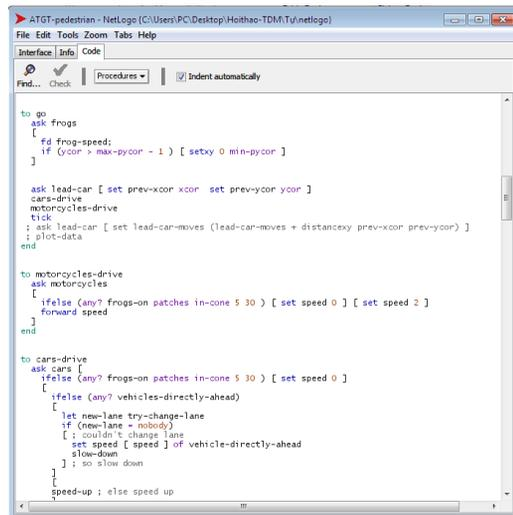 ATGT-pedestrian - NetLogo {C:\Users\PC\Desktop\Hoithao-TDM\Tự\netlogo}
File Edit Tools Zoom Tabs Help
Interface Info Code
Find... Check Procedures Indent automatically
to go
ask frogs
[
fd frog-speed;
if (ycor > max-pycor - 1 ) [ setxy 0 min-pycor ]
]
ask lead-car [ set prev-xcor xcor set prev-ycor ycor ]
cars-drive
motorcycles-drive
tick
; ask lead-car [ set lead-car-moves (lead-car-moves + distancexy prev-xcor prev-ycor) ]
; plot-data
end
to motorcycles-drive
ask motorcycles
[
ifelse (any? frogs-on patches in-cone 5 30 ) [ set speed 0 ] [ set speed 2 ]
forward speed
]
end
to cars-drive
ask cars [
ifelse (any? frogs-on patches in-cone 5 30 ) [ set speed 0 ]
[
ifelse (any? vehicles-directly-ahead)
[
let new-lane try-change-lane
if (new-lane = nobody)
[ ; couldn't change lane
set speed [ speed ] of vehicle-directly-ahead
slow-down
] ; so slow down
]
[
speed-up ; else speed up